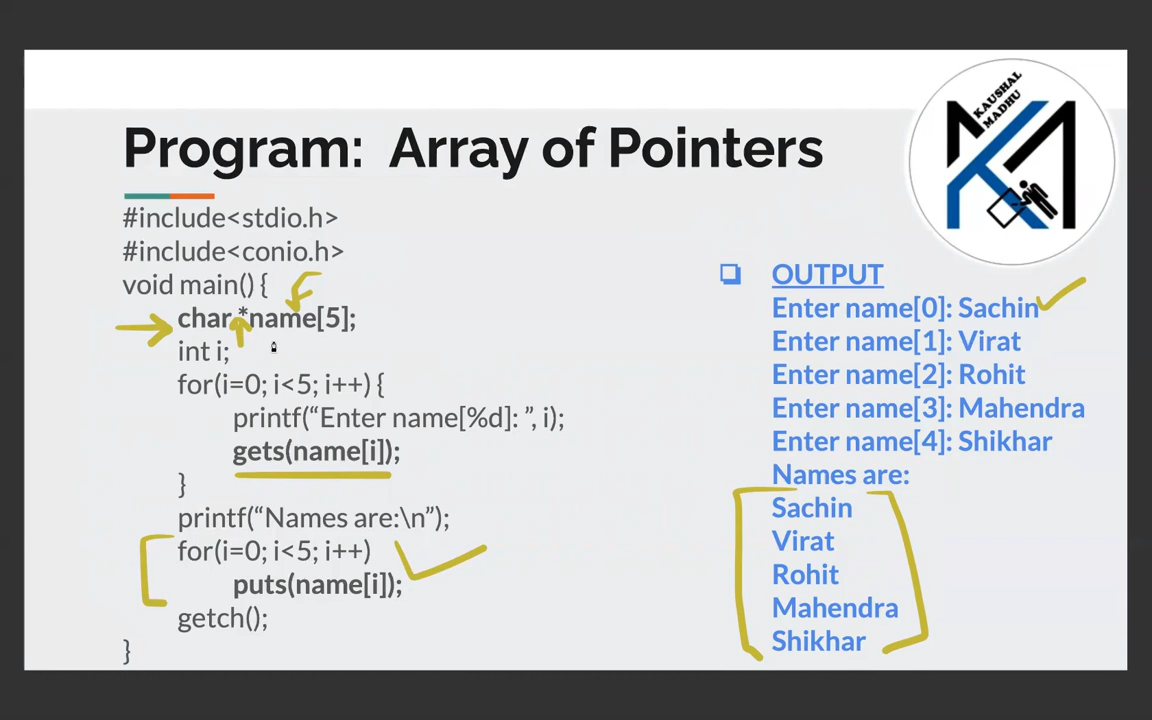 KAUSHAL
MADHU
Program: Array of Pointers
#include<stdio.h>
#include<conio.h>
void main() {
char *name[5];
int i;
for(i=0; i<5; i++) {
printf(“Enter name[%d]: ”, i);
gets(name[i]);
}
printf(“Names are:\n”);
for(i=0; i<5; i++)
puts(name[i]);
getch();
}
❑ OUTPUT
Enter name[0]: Sachin
Enter name[1]: Virat
Enter name[2]: Rohit
Enter name[3]: Mahendra
Enter name[4]: Shikhar
Names are:
Sachin
Virat
Rohit
Mahendra
Shikhar